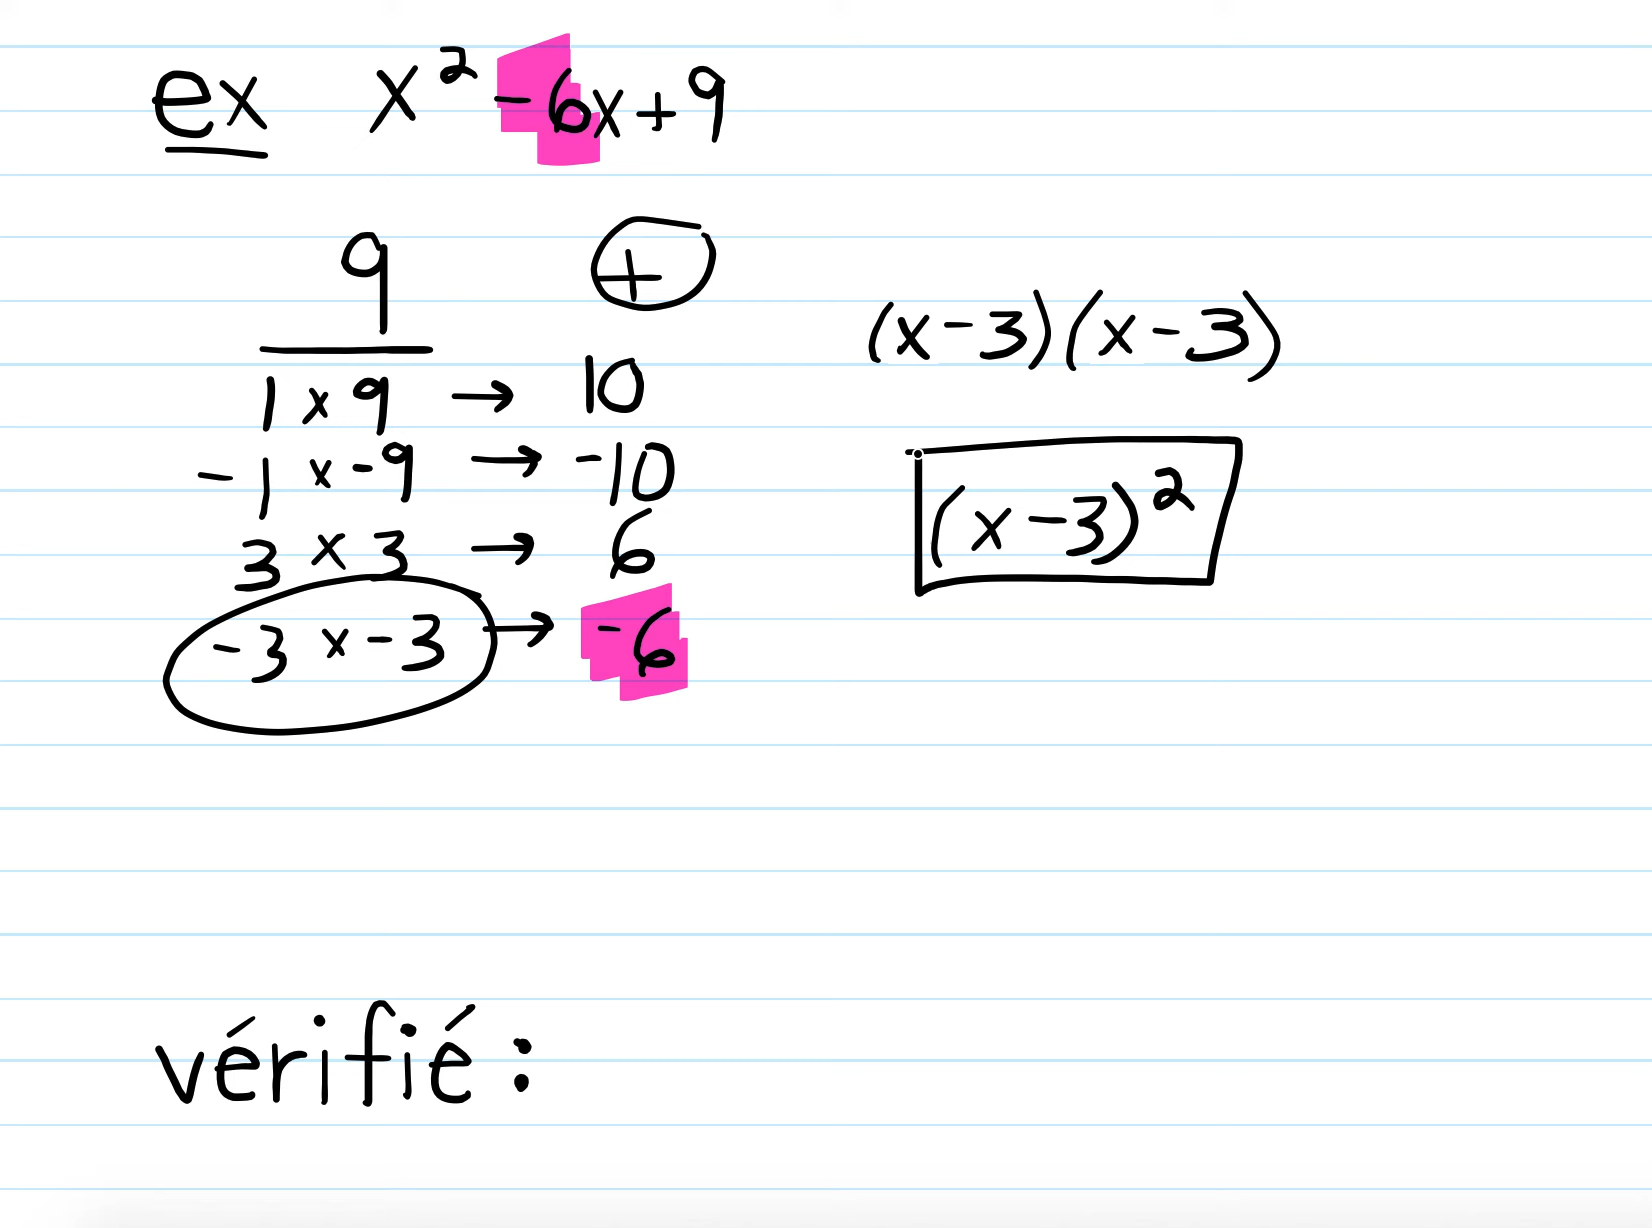 ex x² -6x+9
9 +
1 x 9 → 10
-1 x -9 → -10
3 x 3 → 6
-3 x -3 → -6
(x-3)(x-3)
(x-3)²
vérifié :